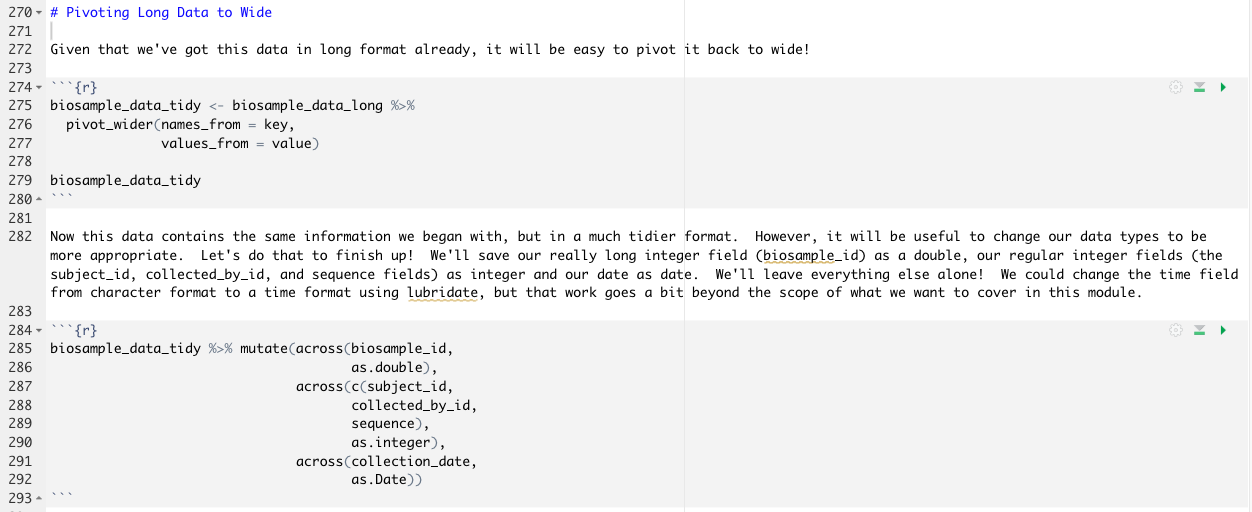 270 # Pivoting Long Data to Wide
271
272 Given that we've got this data in long format already, it will be easy to pivot it back to wide!
273
274 ```{r}
275 biosample_data_tidy <- biosample_data_long %>%
276   pivot_wider(names_from = key,
277               values_from = value)
278
279 biosample_data_tidy
280 ```
281
282 Now this data contains the same information we began with, but in a much tidier format.  However, it will be useful to change our data types to be
more appropriate.  Let's do that to finish up!  We'll save our really long integer field (biosample_id) as a double, our regular integer fields (the
subject_id, collected_by_id, and sequence fields) as integer and our date as date.  We'll leave everything else alone!  We could change the time field
from character format to a time format using lubridate, but that work goes a bit beyond the scope of what we want to cover in this module.
283
284 ```{r}
285 biosample_data_tidy %>% mutate(across(biosample_id,
286                                       as.double),
287                                across(c(subject_id,
288                                       collected_by_id,
289                                       sequence),
290                                       as.integer),
291                                across(collection_date,
292                                       as.Date))
293 ```